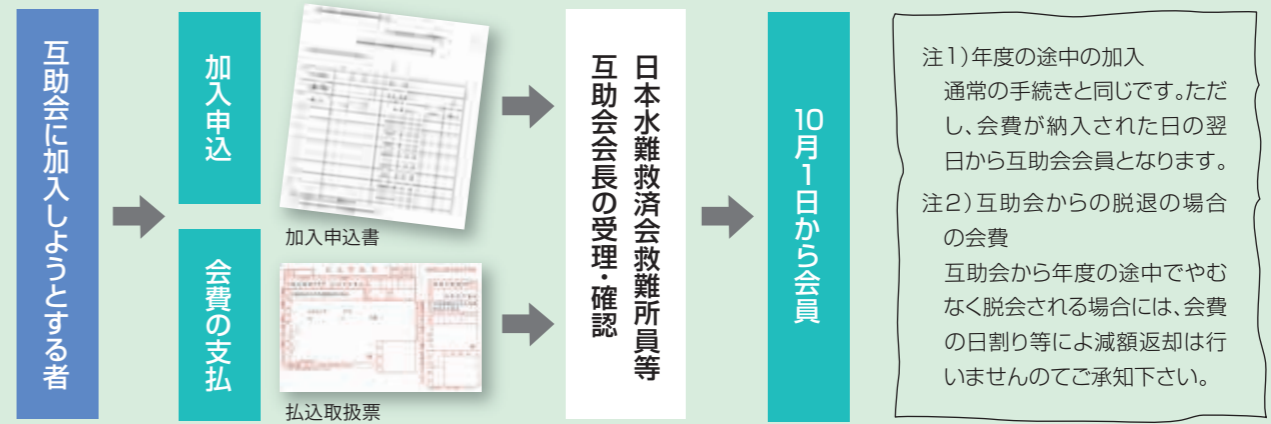 互助会に加入しようとする者
加入申込
加入申込書
会費の支払
払込取扱票
日本水難救済会救難所員等
互助会会長の受理・確認
10月1日から会員
注1)年度の途中の加入
通常の手続きと同じです。ただ
し、会費が納入された日の翌
日から互助会会員となります。
注2)互助会からの脱退の場合
の会費
互助会から年度の途中でやむ
なく脱会される場合には、会費
の日割り等によ減額返却は行
いませんのてご承知下さい。